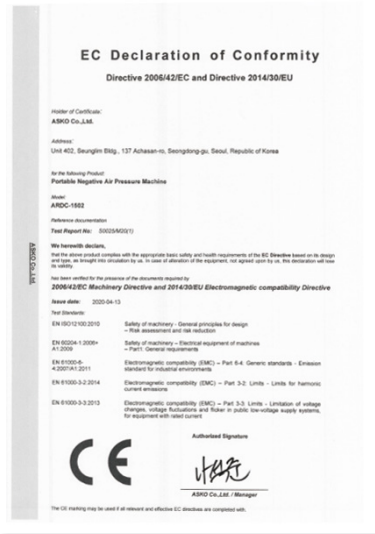 EC Declaration of Conformity
Directive 2006/42/EC and Directive 2014/30/EU
Holder of Certificate:
ASKO Co.,Ltd.
Address:
Unit 402, Seunglim Bldg., 137 Achasan-ro, Seongdong-gu, Seoul, Republic of Korea
for the following Product:
Portable Negative Air Pressure Machine
Model:
ARDC-1502
Reference documentation
Test Report No: 50025/M20(1)
We herewith declare,
that the above product complies with the appropriate basic safety and health requirements of the EC Directive based on its design
and type, as brought into circulation by us. In case of alteration of the equipment, not agreed upon by us, this declaration will lose
its validity.
has been verified for the presence of the documents required by
2006/42/EC Machinery Directive and 2014/30/EU Electromagnetic compatibility Directive
Issue date: 2020-04-13
Test Standards:
EN ISO12100:2010 Safety of machinery - General principles for design
– Risk assessment and risk reduction
EN 60204-1:2006+ Safety of machinery – Electrical equipment of machines
A1:2009 – Part1: General requirements
EN 61000-6- Electromagnetic compatibility (EMC) – Part 6-4: Generic standards - Emission
4:2007/A1:2011 standard for industrial environments
EN 61000-3-2:2014 Electromagnetic compatibility (EMC) – Part 3-2: Limits - Limits for harmonic
current emissions
EN 61000-3-3:2013 Electromagnetic compatibility (EMC) – Part 3-3: Limits - Limitation of voltage
changes, voltage fluctuations and flicker in public low-voltage supply systems,
for equipment with rated current
CE
Authorized Signature
ASKO Co.,Ltd. / Manager
The CE marking may be used if all relevant and effective EC directives are complied with.
ASKO Co.,Ltd.